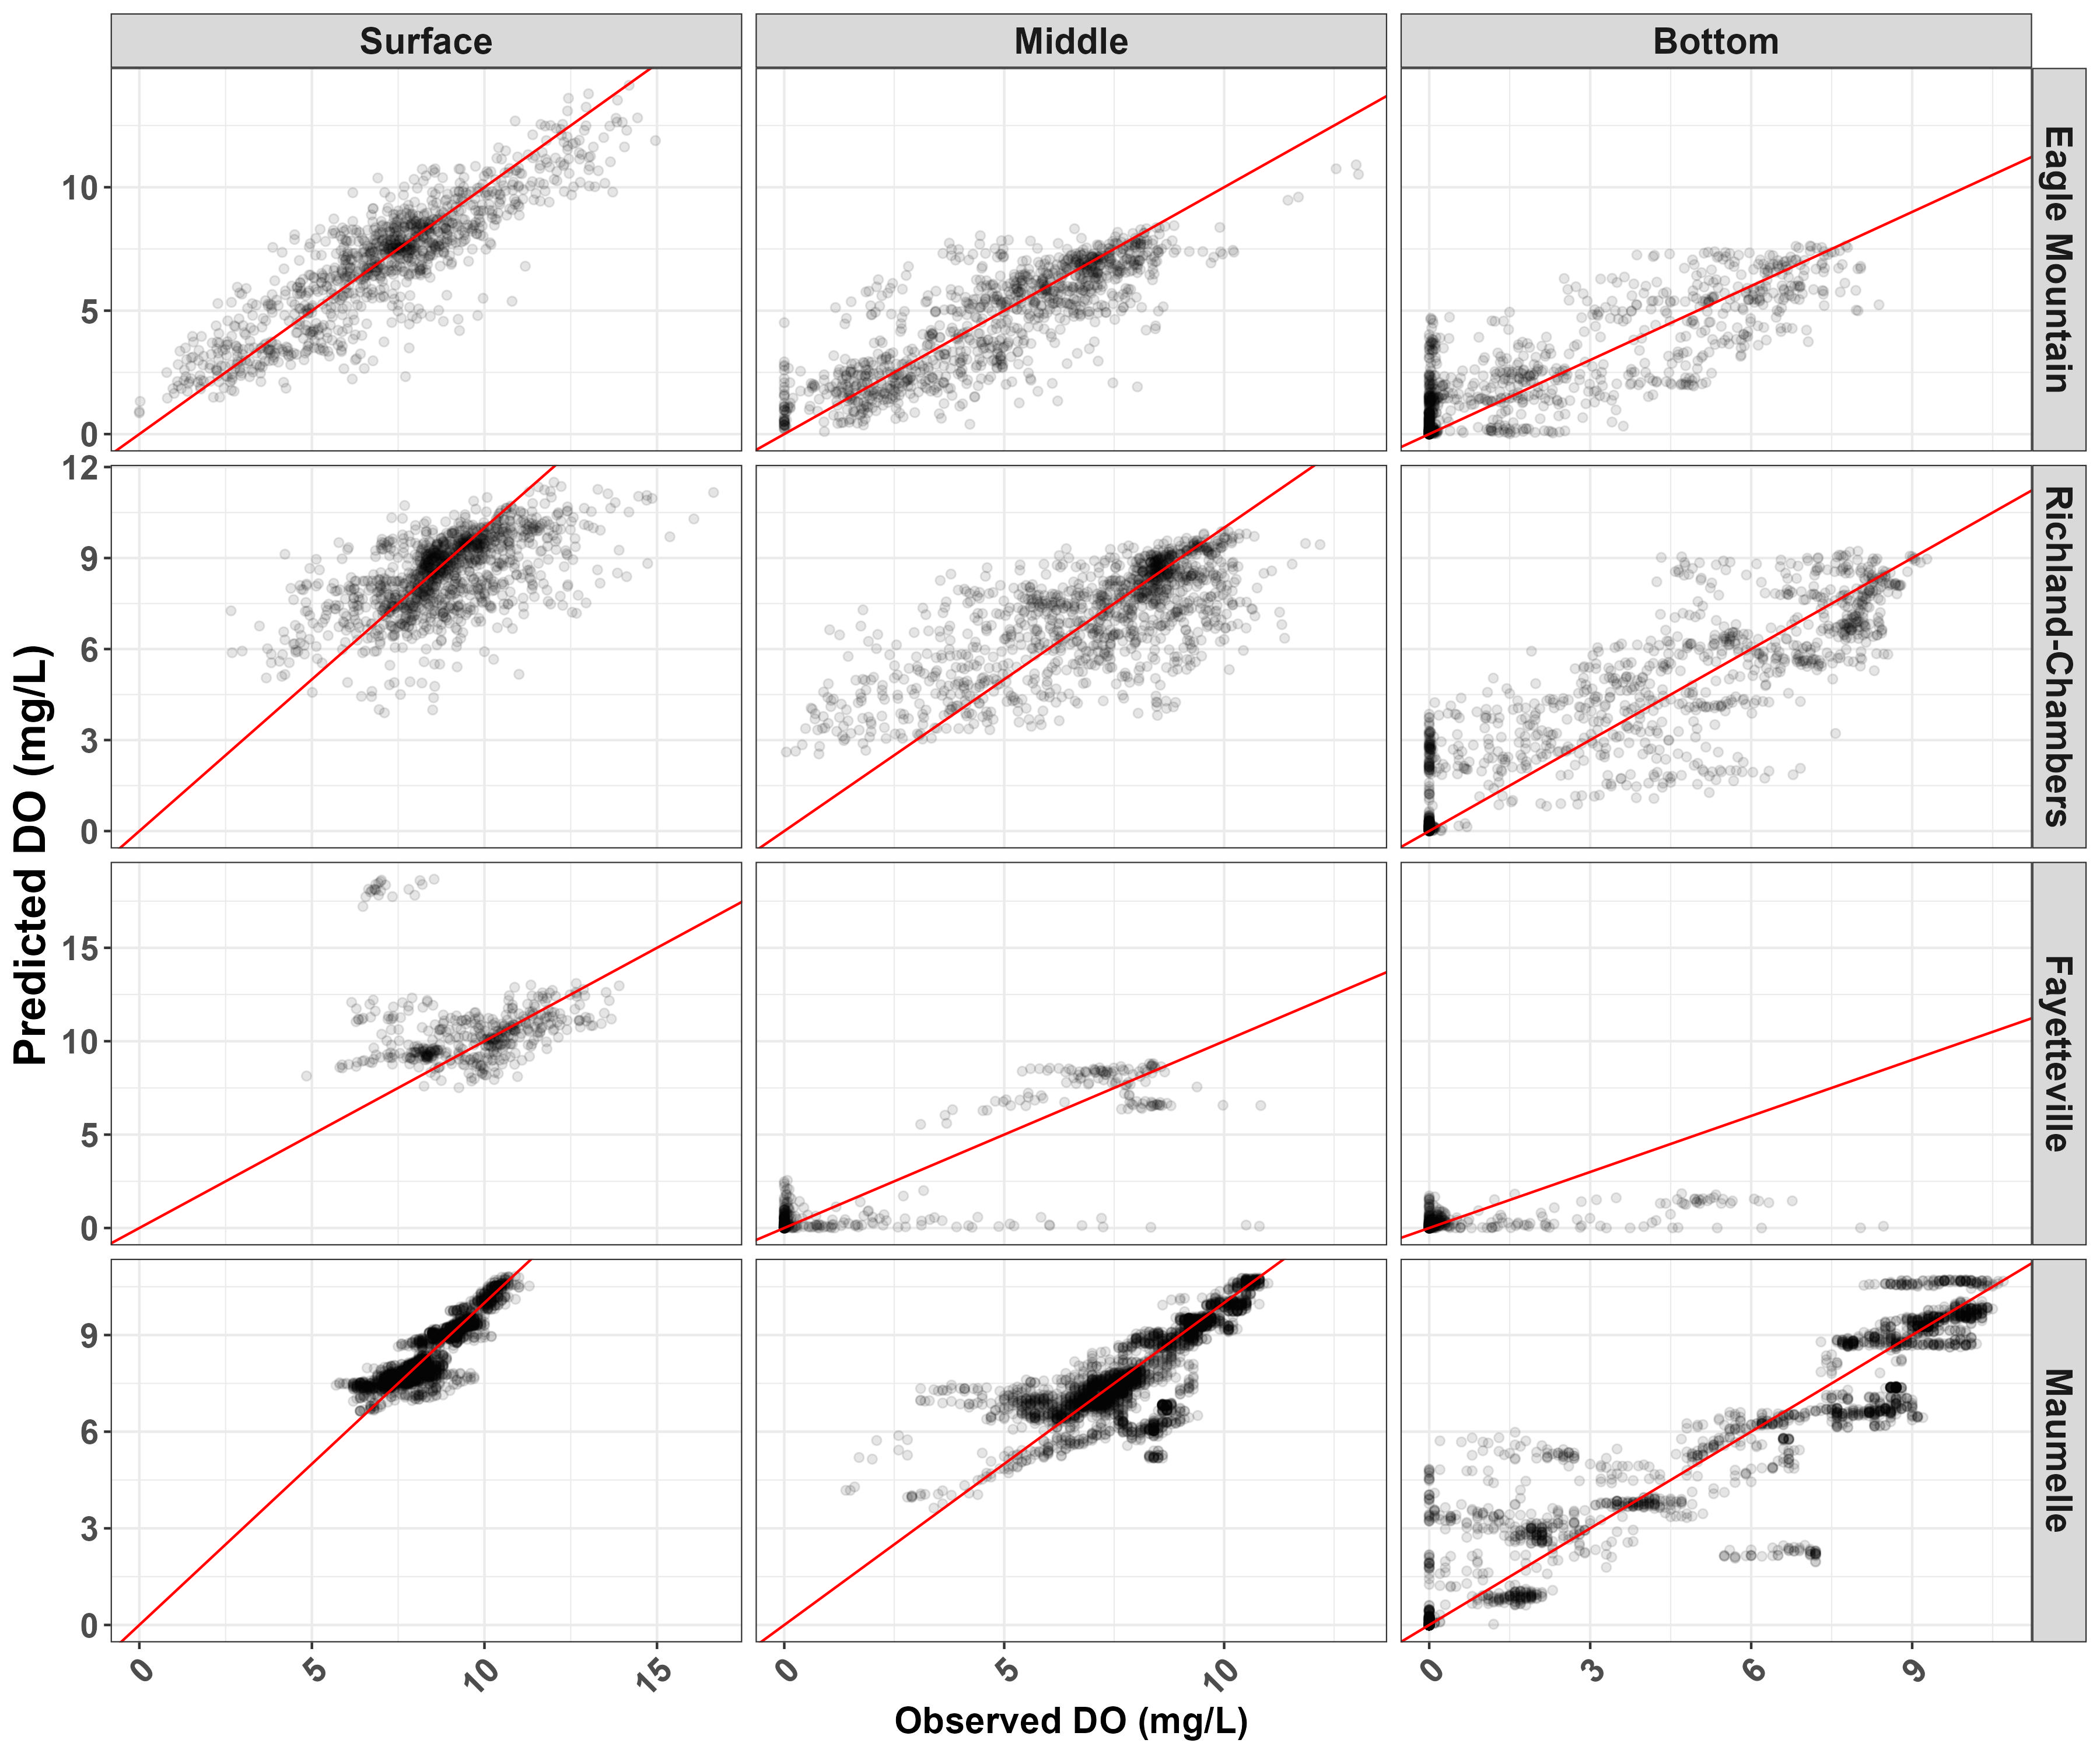 Surface Middle Bottom
Predicted DO (mg/L)
10
5
0
Eagle Mountain
12
9
6
3
0
Richland-Chambers
15
10
5
0
Fayetteville
9
6
3
0
Maumelle
0 5 10 15 0 5 10 0 3 6 9
Observed DO (mg/L)